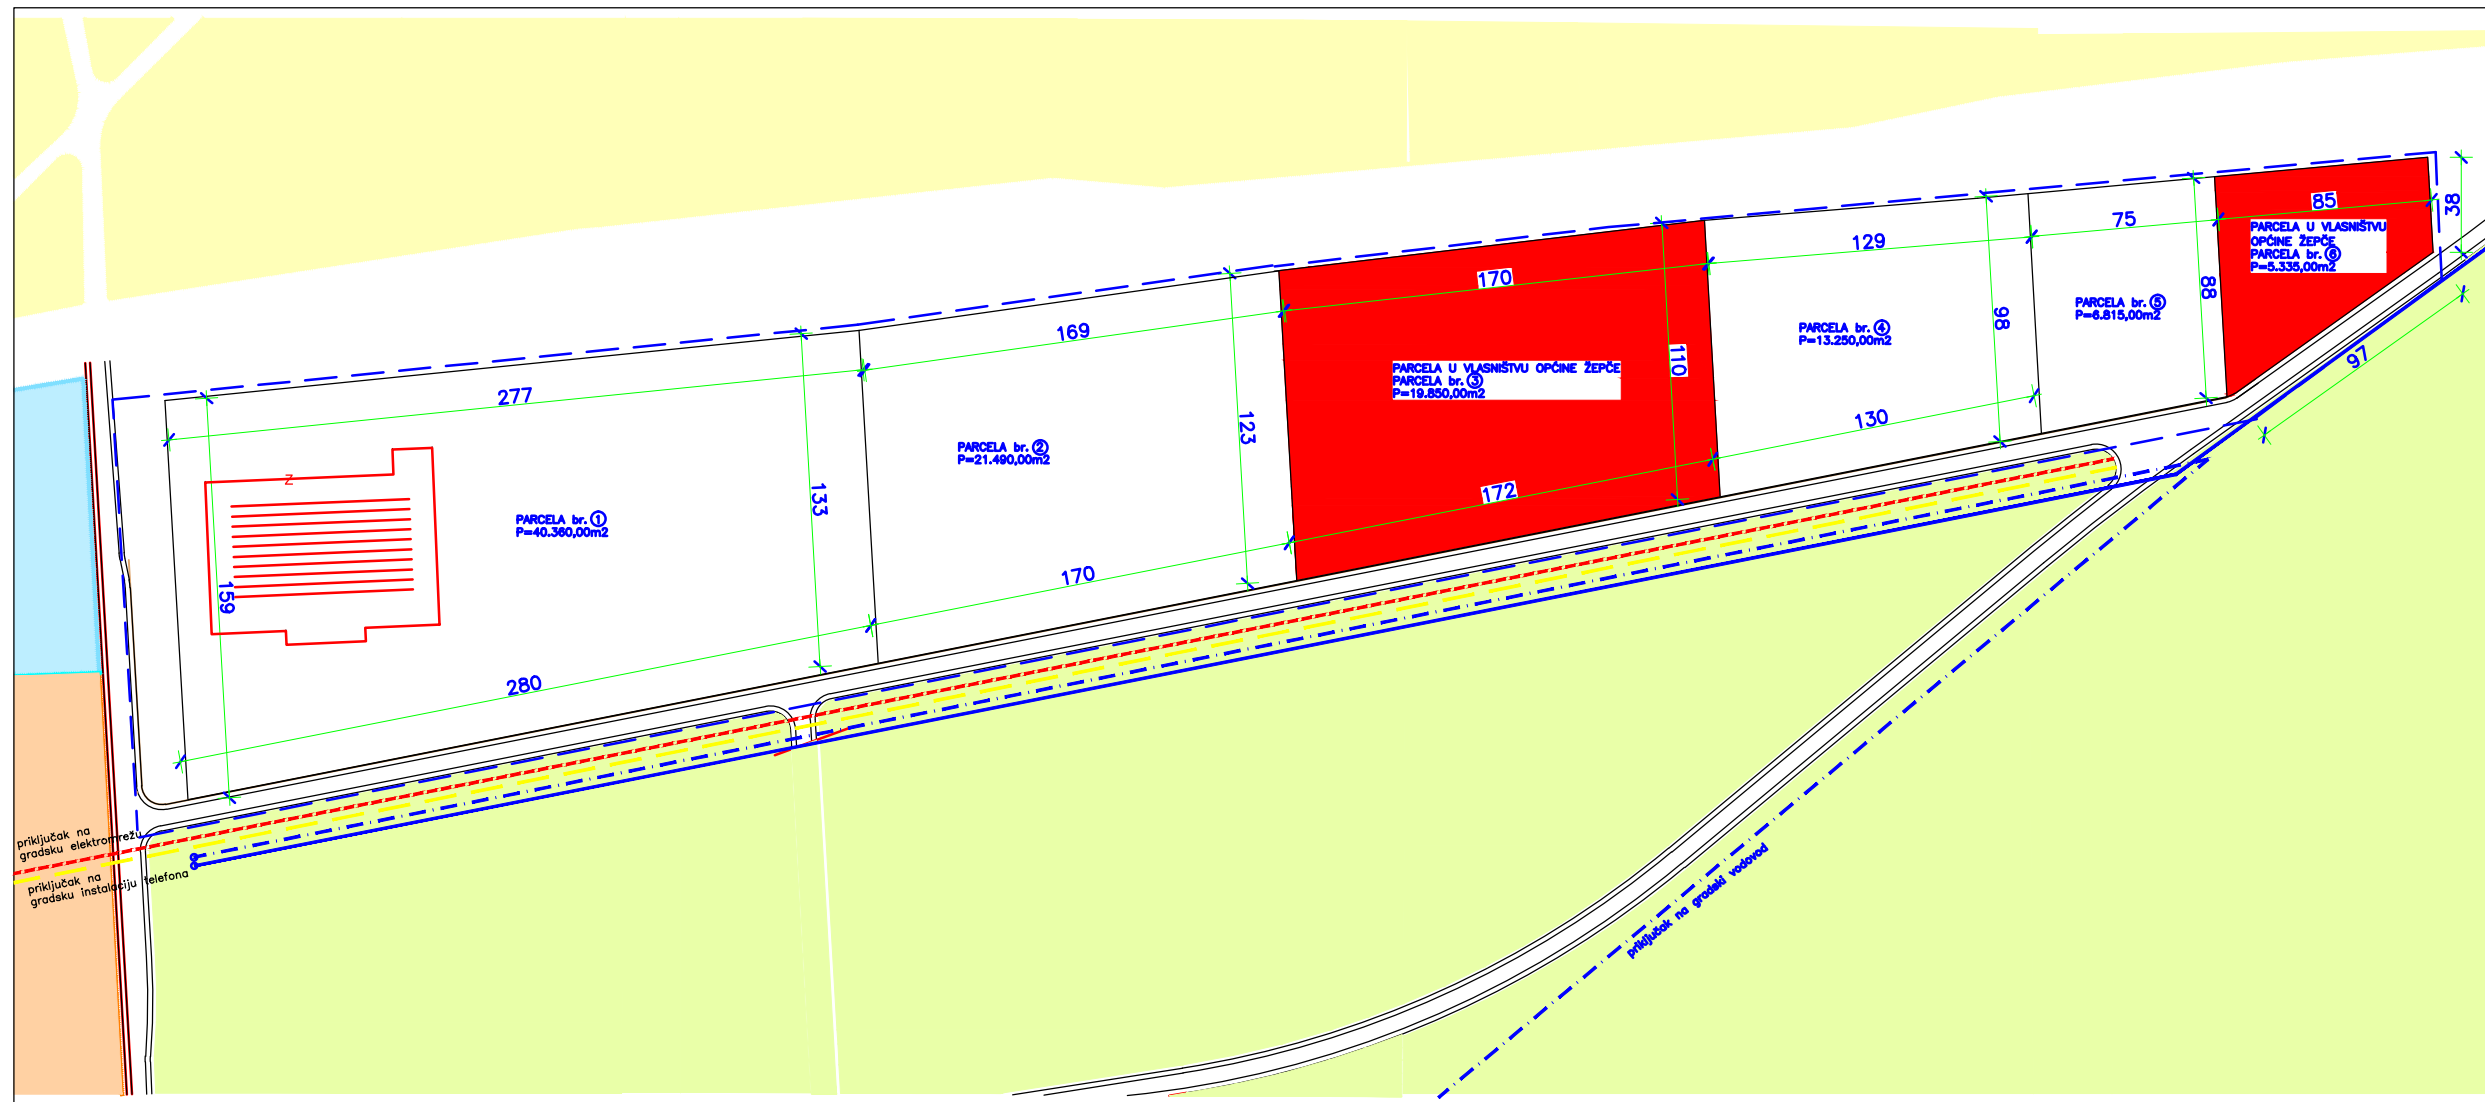 PARCELA br. 1
P=40.360,00m2
277
159
133
280
Z
PARCELA br. 2
P=21.490,00m2
169
123
170
PARCELA U VLASNIŠTVU OPĆINE ŽEPČE
PARCELA br. 3
P=19.850,00m2
170
110
172
PARCELA br. 4
P=13.250,00m2
129
98
130
PARCELA br. 5
P=6.815,00m2
75
88
PARCELA U VLASNIŠTVU
OPĆINE ŽEPČE
PARCELA br. 6
P=5.335,00m2
85
38
97
priključak na
gradsku elektromrežu
priključak na
gradsku instalaciju telefona
priključak na gradski vodovod